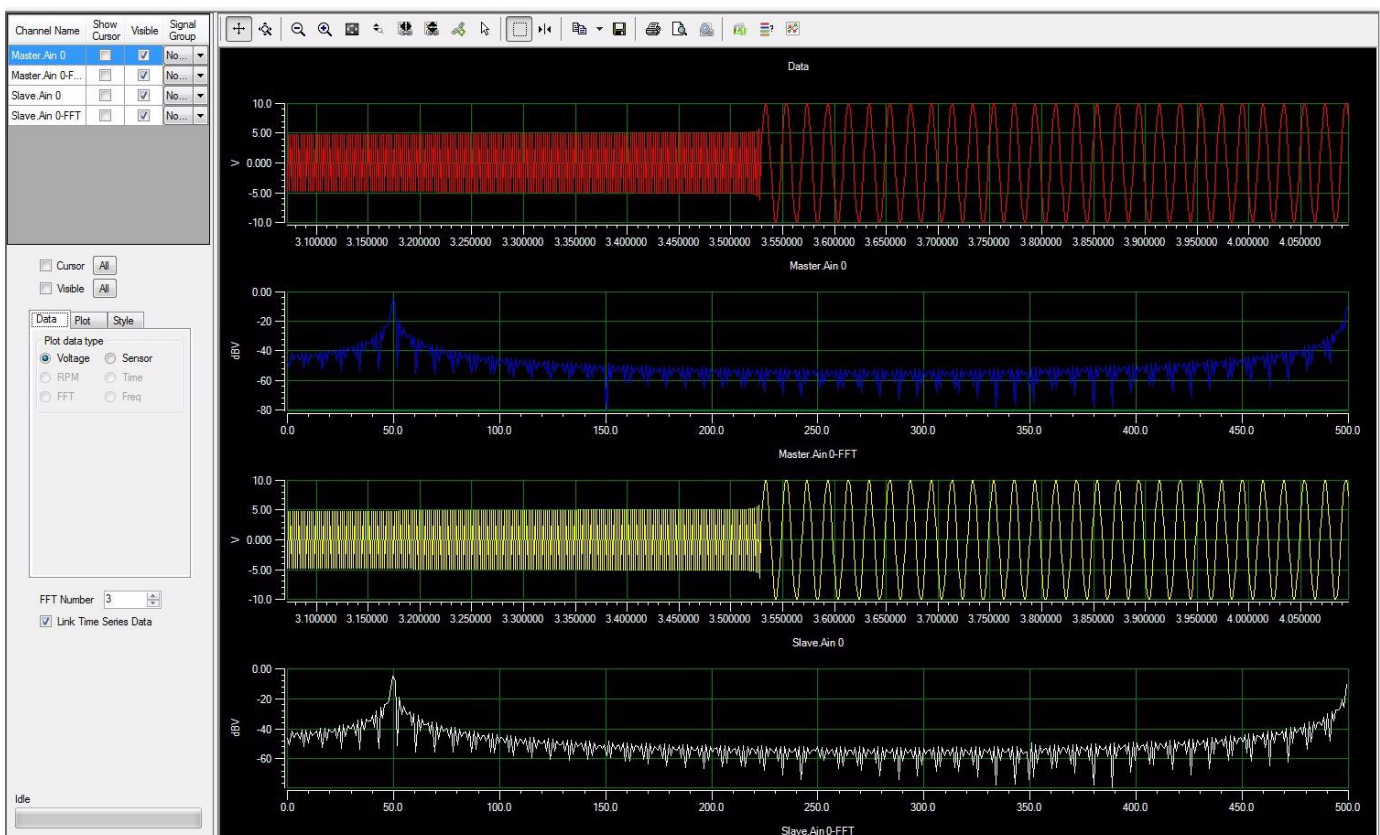 Channel Name Show Cursor Visible Signal Group
Master.Ain 0 No...
Master.Ain 0-F... No...
Slave.Ain 0 No...
Slave.Ain 0-FFT No...
Cursor All
Visible All
Data Plot Style
Plot data type
Voltage Sensor
RPM Time
FFT Freq
FFT Number 3
Link Time Series Data
Idle
Data
10.0
5.00
V 0.000
-5.00
-10.0
3.100000 3.150000 3.200000 3.250000 3.300000 3.350000 3.400000 3.450000 3.500000 3.550000 3.600000 3.650000 3.700000 3.750000 3.800000 3.850000 3.900000 3.950000 4.000000 4.050000
Master.Ain 0
0.00
-20
dBV -40
-60
-80
0.0 50.0 100.0 150.0 200.0 250.0 300.0 350.0 400.0 450.0 500.0
Master.Ain 0-FFT
10.0
5.00
V 0.000
-5.00
-10.0
3.100000 3.150000 3.200000 3.250000 3.300000 3.350000 3.400000 3.450000 3.500000 3.550000 3.600000 3.650000 3.700000 3.750000 3.800000 3.850000 3.900000 3.950000 4.000000 4.050000
Slave.Ain 0
0.00
-20
dBV -40
-60
0.0 50.0 100.0 150.0 200.0 250.0 300.0 350.0 400.0 450.0 500.0
Slave.Ain 0-FFT